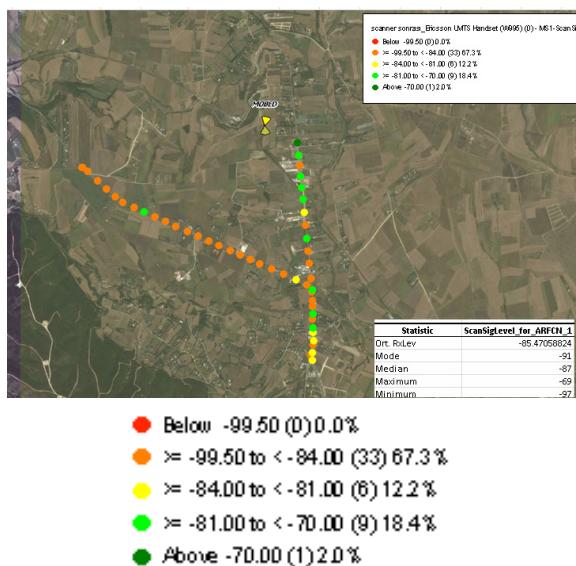 scanner sonrası_Ericsson UMTS Handset (W995) (0) - MS1-Scan Si
Below -99.50 (0) 0.0%
>= -99.50 to < -84.00 (33) 67.3%
>= -84.00 to < -81.00 (6) 12.2%
>= -81.00 to < -70.00 (9) 18.4%
Above -70.00 (1) 2.0%
MOBEO
Statistic ScanSigLevel_for_ARFCN_1
Ort. RxLev -85.47058824
Mode -91
Median -87
Maximum -69
Minimum -97
Below -99.50 (0) 0.0%
>= -99.50 to < -84.00 (33) 67.3%
>= -84.00 to < -81.00 (6) 12.2%
>= -81.00 to < -70.00 (9) 18.4%
Above -70.00 (1) 2.0%